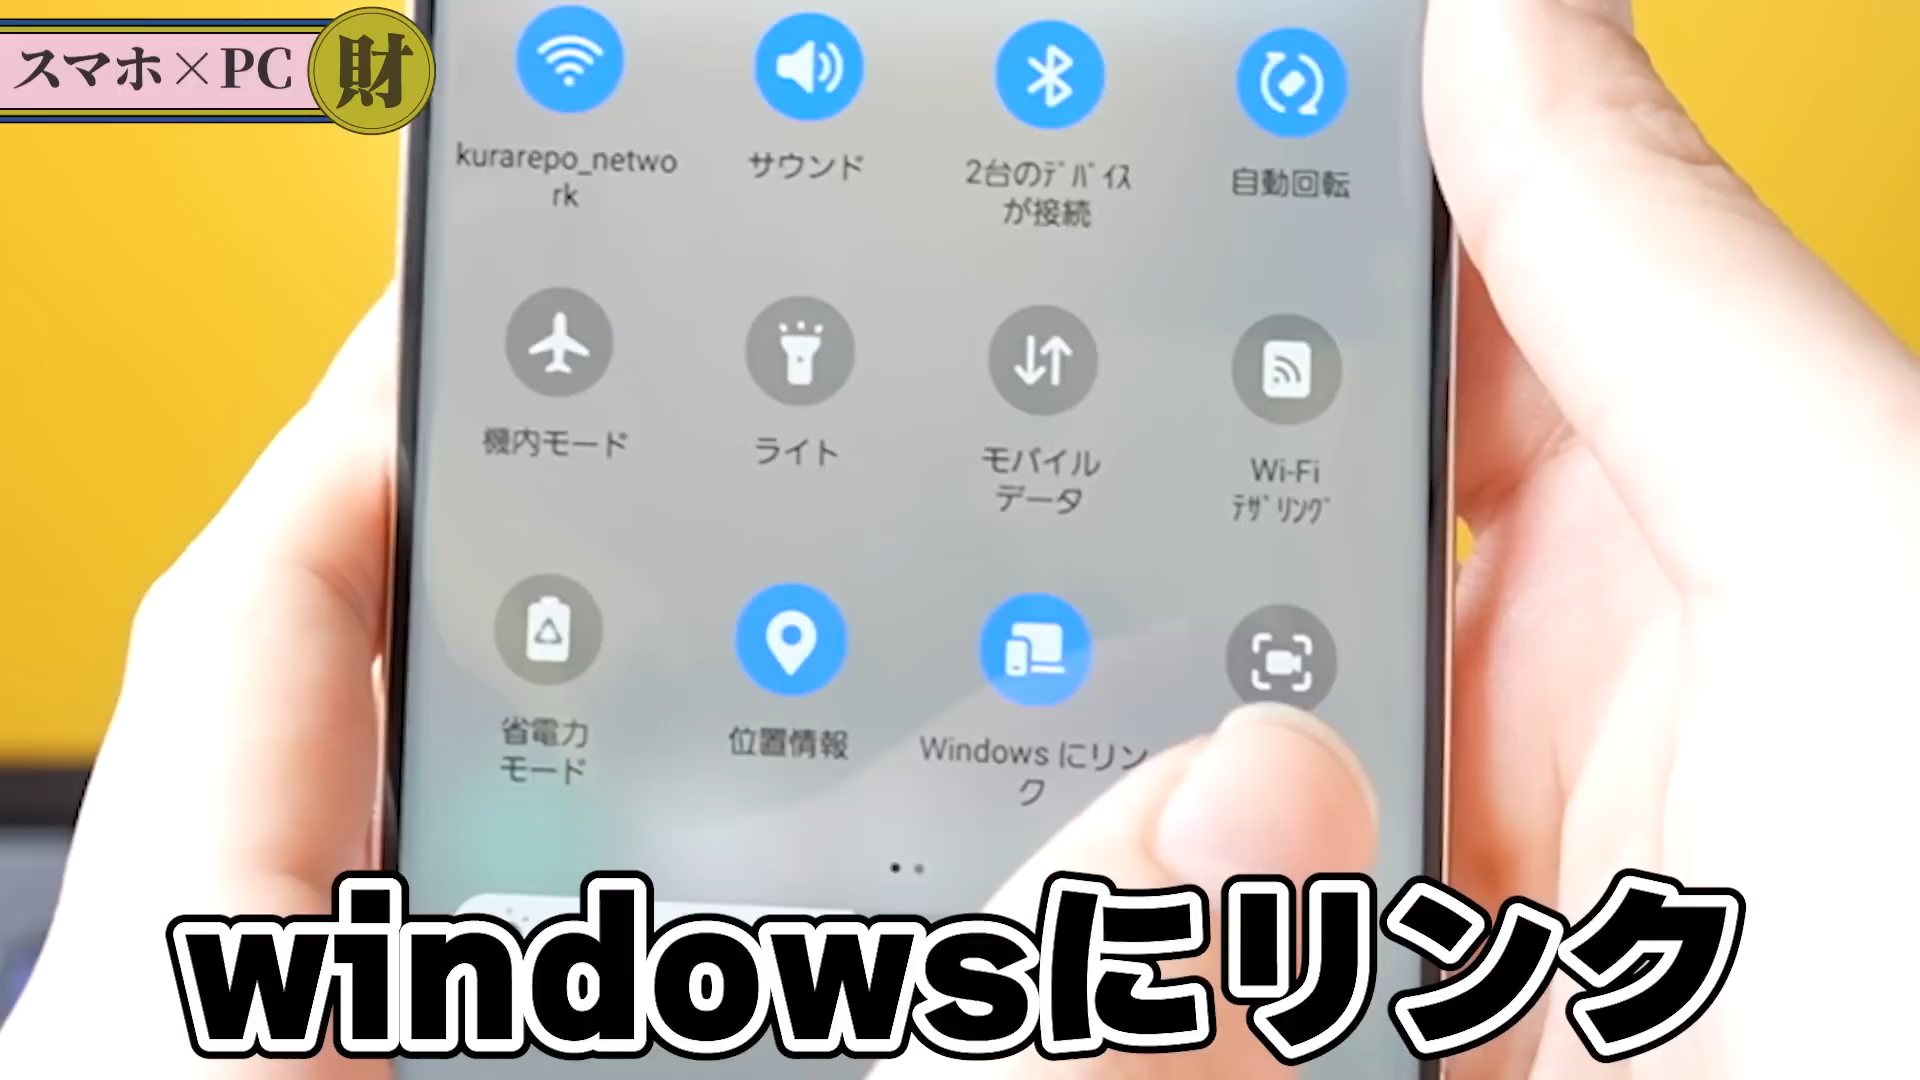 スマホ×PC 財
kurarepo_netwo
rk
サウンド
2台のﾃﾞﾊﾞｲｽ
が接続
自動回転
機内モード
ライト
モバイル
データ
Wi-Fi
ﾃｻﾞﾘﾝｸﾞ
省電力
モード
位置情報
Windows にリン
ク
windowsにリンク